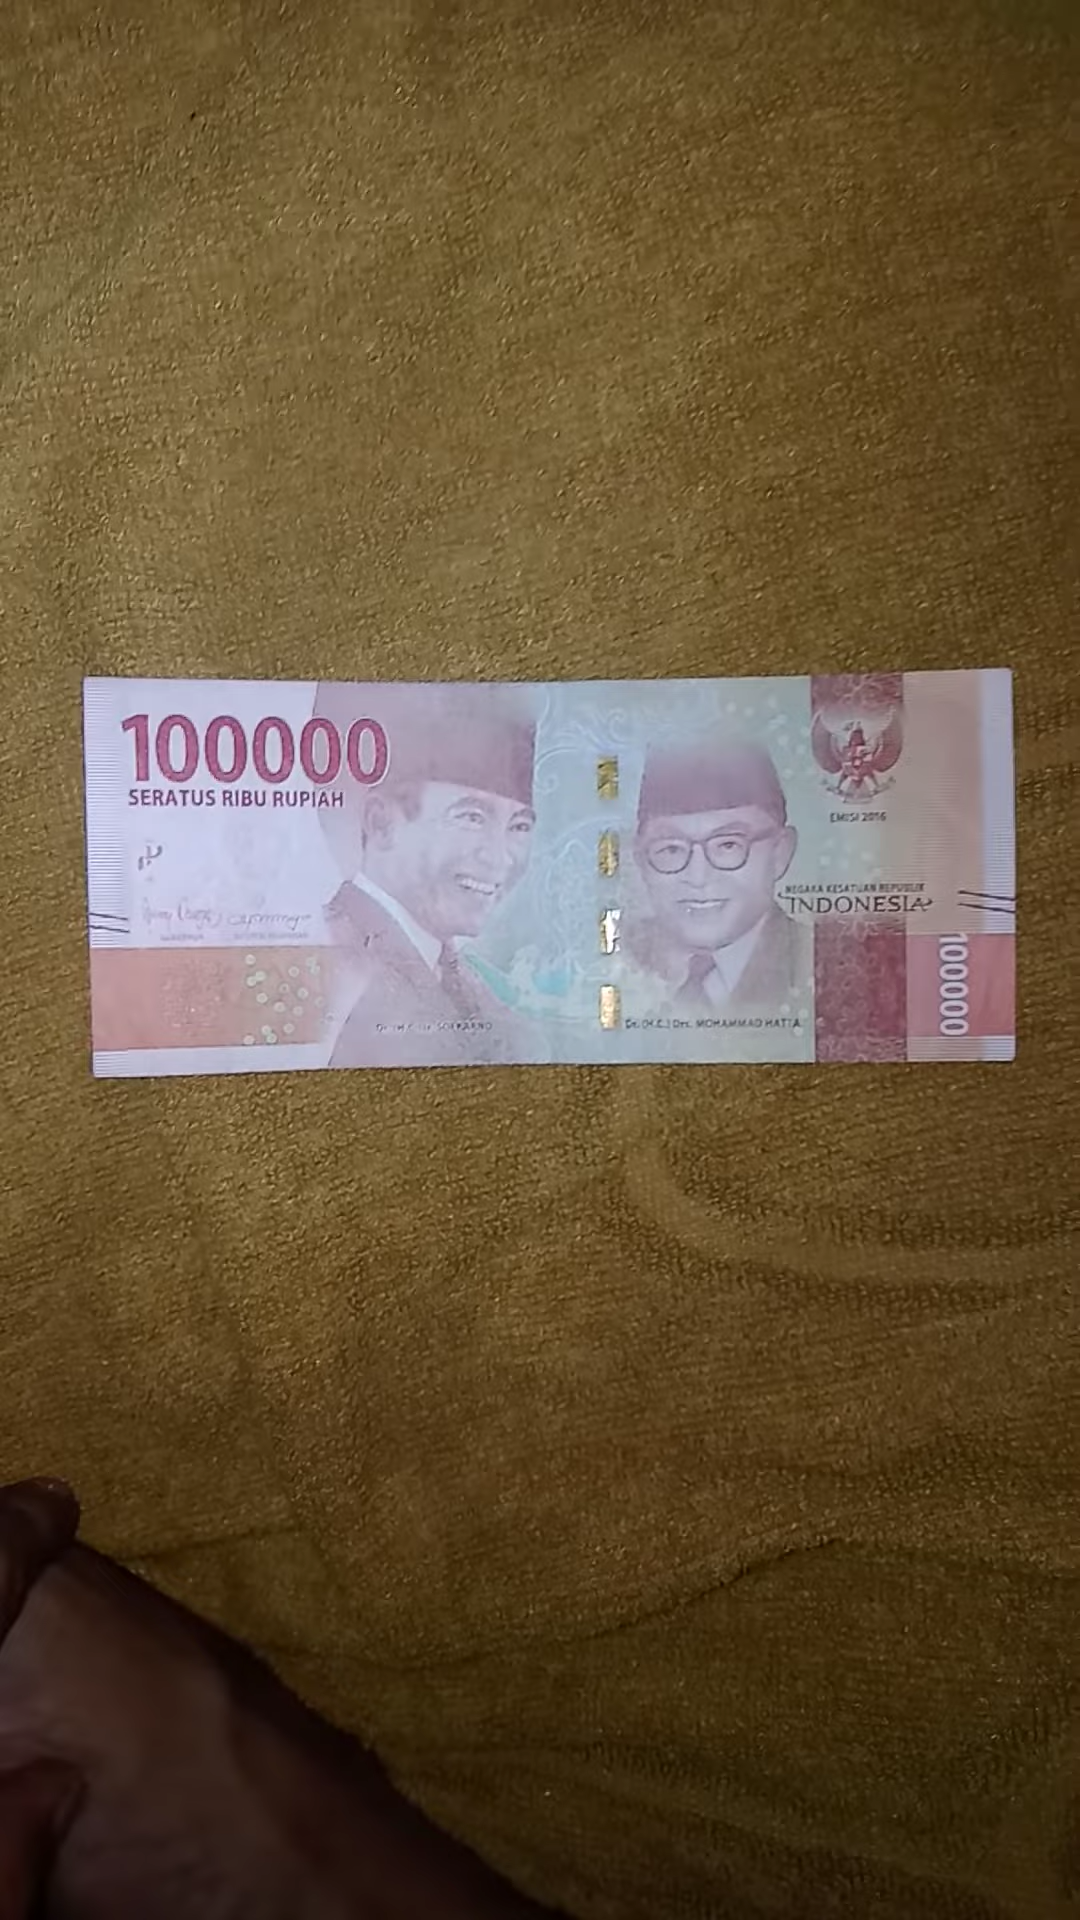 100000
SERATUS RIBU RUPIAH
EMISI 2016
NEGARA KESATUAN REPUBLIK
INDONESIA
100000
Dr. (H.C.) Ir. SOEKARNO
Dr. (H.C.) Drs. MOHAMMAD HATTA